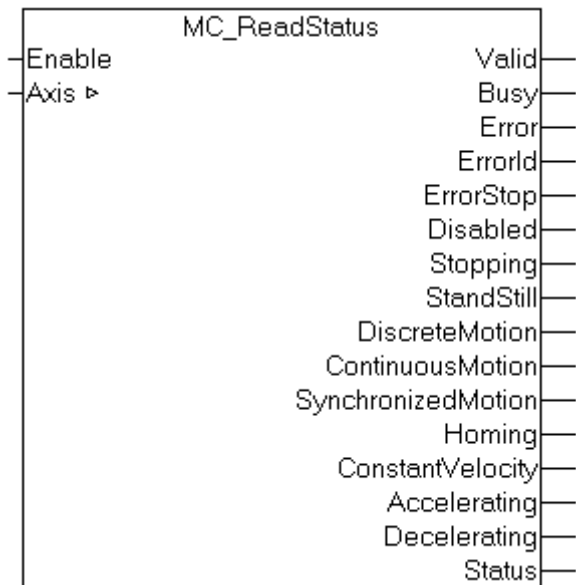 MC_ReadStatus
Enable Valid
Axis Busy
Error
ErrorId
ErrorStop
Disabled
Stopping
StandStill
DiscreteMotion
ContinuousMotion
SynchronizedMotion
Homing
ConstantVelocity
Accelerating
Decelerating
Status